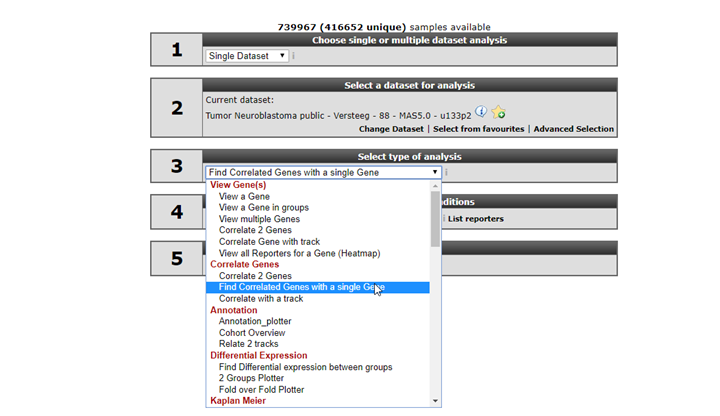 739967 (416652 unique) samples available
1
Choose single or multiple dataset analysis
Single Dataset
2
Select a dataset for analysis
Current dataset:
Tumor Neuroblastoma public - Versteeg - 88 - MAS5.0 - u133p2
Change Dataset | Select from favourites | Advanced Selection
3
Select type of analysis
Find Correlated Genes with a single Gene
View Gene(s)
View a Gene
View a Gene in groups
View multiple Genes
Correlate 2 Genes
Correlate Gene with track
View all Reporters for a Gene (Heatmap)
Correlate Genes
Correlate 2 Genes
Find Correlated Genes with a single Gene
Correlate with a track
Annotation
Annotation_plotter
Cohort Overview
Relate 2 tracks
Differential Expression
Find Differential expression between groups
2 Groups Plotter
Fold over Fold Plotter
Kaplan Meier
4
nditions
List reporters
5